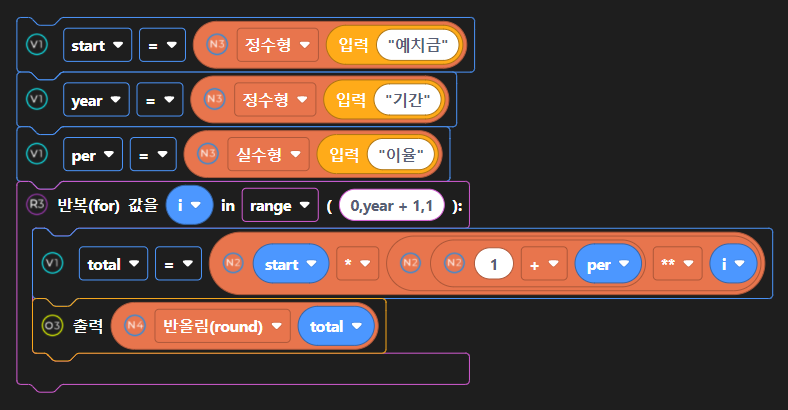 V1 start = N3 정수형 입력 "예치금"
V1 year = N3 정수형 입력 "기간"
V1 per = N3 실수형 입력 "이율"
R3 반복(for) 값을 i in range ( 0,year + 1,1 ):
V1 total = N2 start * N2 N2 1 + per ** i
O3 출력 N4 반올림(round) total